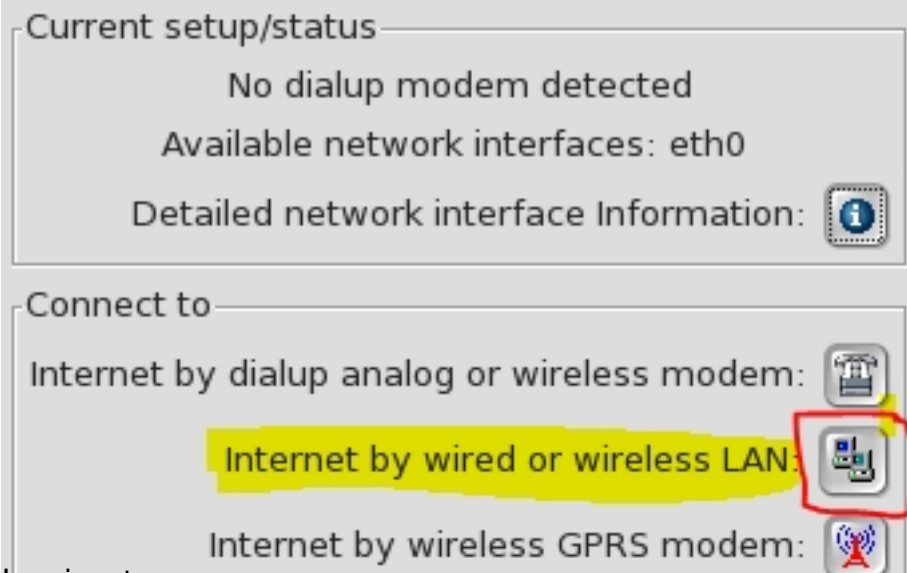 Current setup/status
No dialup modem detected
Available network interfaces: eth0
Detailed network interface Information:
Connect to
Internet by dialup analog or wireless modem:
Internet by wired or wireless LAN:
Internet by wireless GPRS modem: